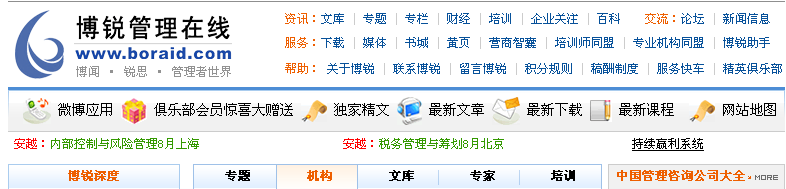 博锐管理在线
www.boraid.com
博闻 · 锐思 · 管理者世界
资讯：文库 | 专题 | 专栏 | 财经 | 培训 | 企业关注 | 百科 交流：论坛 | 新闻信息
服务：下载 | 媒体 | 书城 | 黄页 | 营商智囊 | 培训师同盟 | 专业机构同盟 | 博锐助手
帮助：关于博锐 | 联系博锐 | 留言博锐 | 积分规则 | 稿酬制度 | 服务快车 | 精英俱乐部
微博应用 俱乐部会员惊喜大赠送 独家精文 最新文章 最新下载 最新课程 网站地图
安越：内部控制与风险管理8月上海 安越：税务管理与筹划8月北京 持续赢利系统
博锐深度 专题 机构 文库 专家 培训 中国管理咨询公司大全 MORE